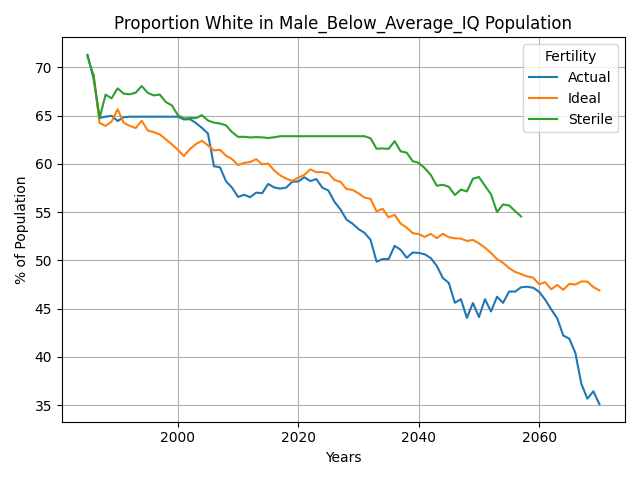 Proportion White in Male_Below_Average_IQ Population
% of Population
70
65
60
55
50
45
40
35
Fertility
Actual
Ideal
Sterile
2000
2020
2040
2060
Years